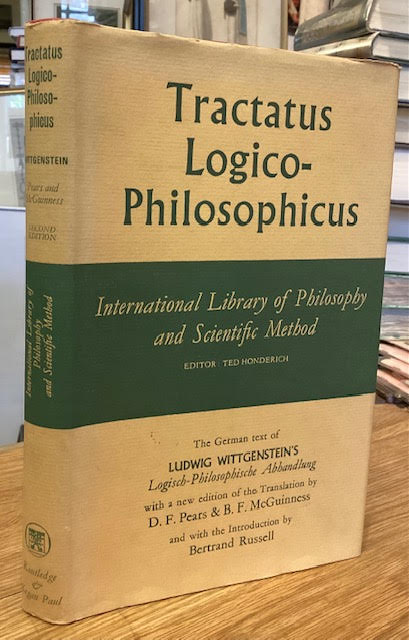 Tractatus
Logico-
Philoso-
phicus
WITTGENSTEIN
Pears and
McGuinness
SECOND
EDITION
International Library of
Philosophy
and Scientific Method
Routledge
&
Kegan Paul
Tractatus
Logico-
Philosophicus
International Library of Philosophy
and Scientific Method
EDITOR: TED HONDERICH
The German text of
LUDWIG WITTGENSTEIN'S
Logisch-Philosophische Abhandlung
with a new edition of the Translation by
D. F. Pears & B. F. McGuinness
and with the Introduction by
Bertrand Russell